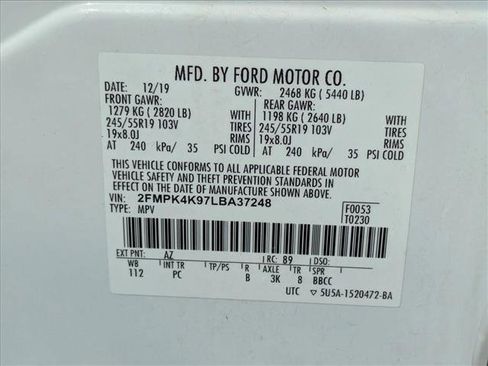 MFD. BY FORD MOTOR CO.
DATE: 12/19 GVWR: 2468 KG ( 5440 LB)
FRONT GAWR: REAR GAWR:
1279 KG ( 2820 LB) WITH 1198 KG ( 2640 LB) WITH
245/55R19 103V TIRES 245/55R19 103V TIRES
19x8.0J RIMS 19x8.0J RIMS
AT 240 kPa/ 35 PSI COLD AT 240 kPa/ 35 PSI COLD
THIS VEHICLE CONFORMS TO ALL APPLICABLE FEDERAL MOTOR
VEHICLE SAFETY AND THEFT PREVENTION STANDARDS IN
EFFECT ON THE DATE OF MANUFACTURE SHOWN ABOVE.
VIN: 2FMPK4K97LBA37248 F0053
TYPE: MPV T0230
EXT PNT: AZ RC: 89
WB INT TR TP/PS R AXLE TR SPR
112 PC B 3K 8 BBCC
UTC ▽ 5U5A-1520472-BA